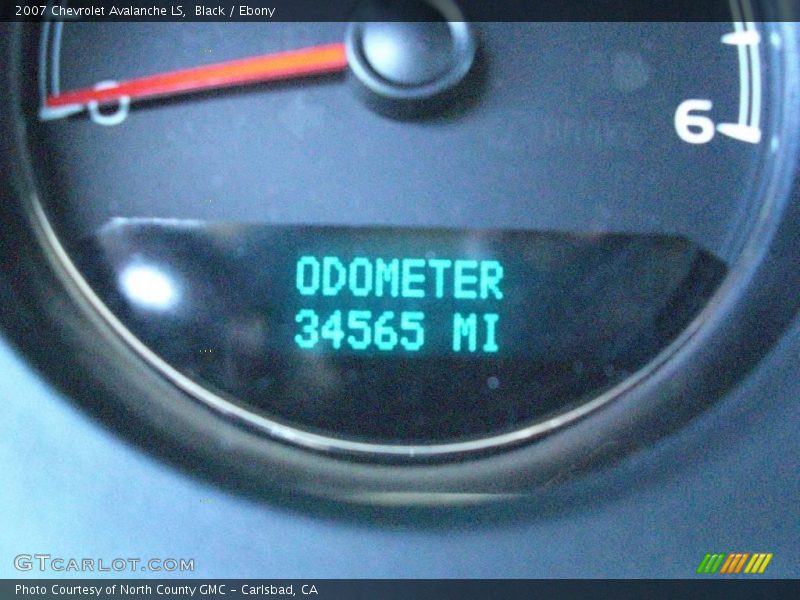 2007 Chevrolet Avalanche LS, Black / Ebony
0
6
ODOMETER
34565 MI
GTCARLOT.COM
Photo Courtesy of North County GMC - Carlsbad, CA